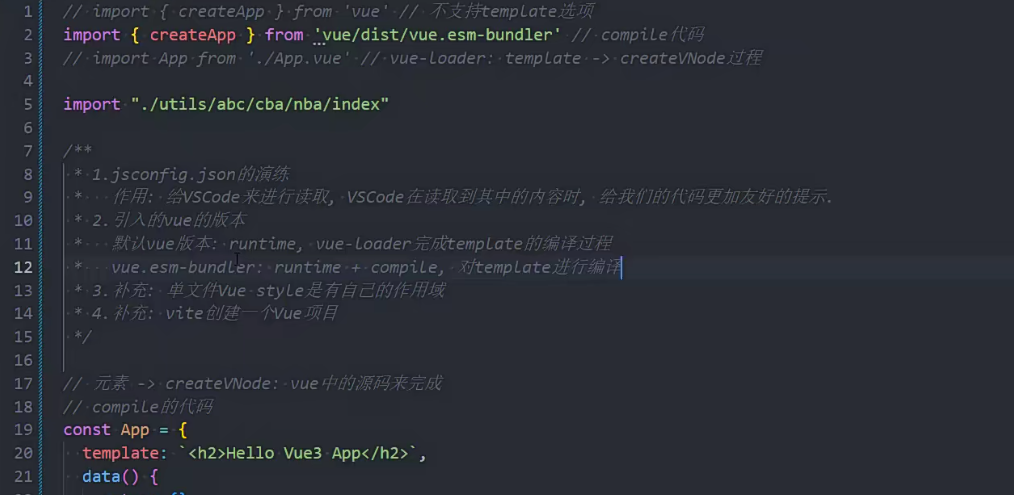 1 // import { createApp } from 'vue' // 不支持template选项
2 import { createApp } from 'vue/dist/vue.esm-bundler' // compile代码
3 // import App from './App.vue' // vue-loader: template -> createVNode过程
4
5 import "./utils/abc/cba/nba/index"
6
7 /**
8 * 1.jsconfig.json的演练
9 * 作用: 给VSCode来进行读取, VSCode在读取到其中的内容时, 给我们的代码更加友好的提示.
10 * 2.引入的vue的版本
11 * 默认vue版本: runtime, vue-loader完成template的编译过程
12 * vue.esm-bundler: runtime + compile, 对template进行编译
13 * 3.补充: 单文件Vue style是有自己的作用域
14 * 4.补充: vite创建一个Vue项目
15 */
16
17 // 元素 -> createVNode: vue中的源码来完成
18 // compile的代码
19 const App = {
20 template: `<h2>Hello Vue3 App</h2>`,
21 data() {